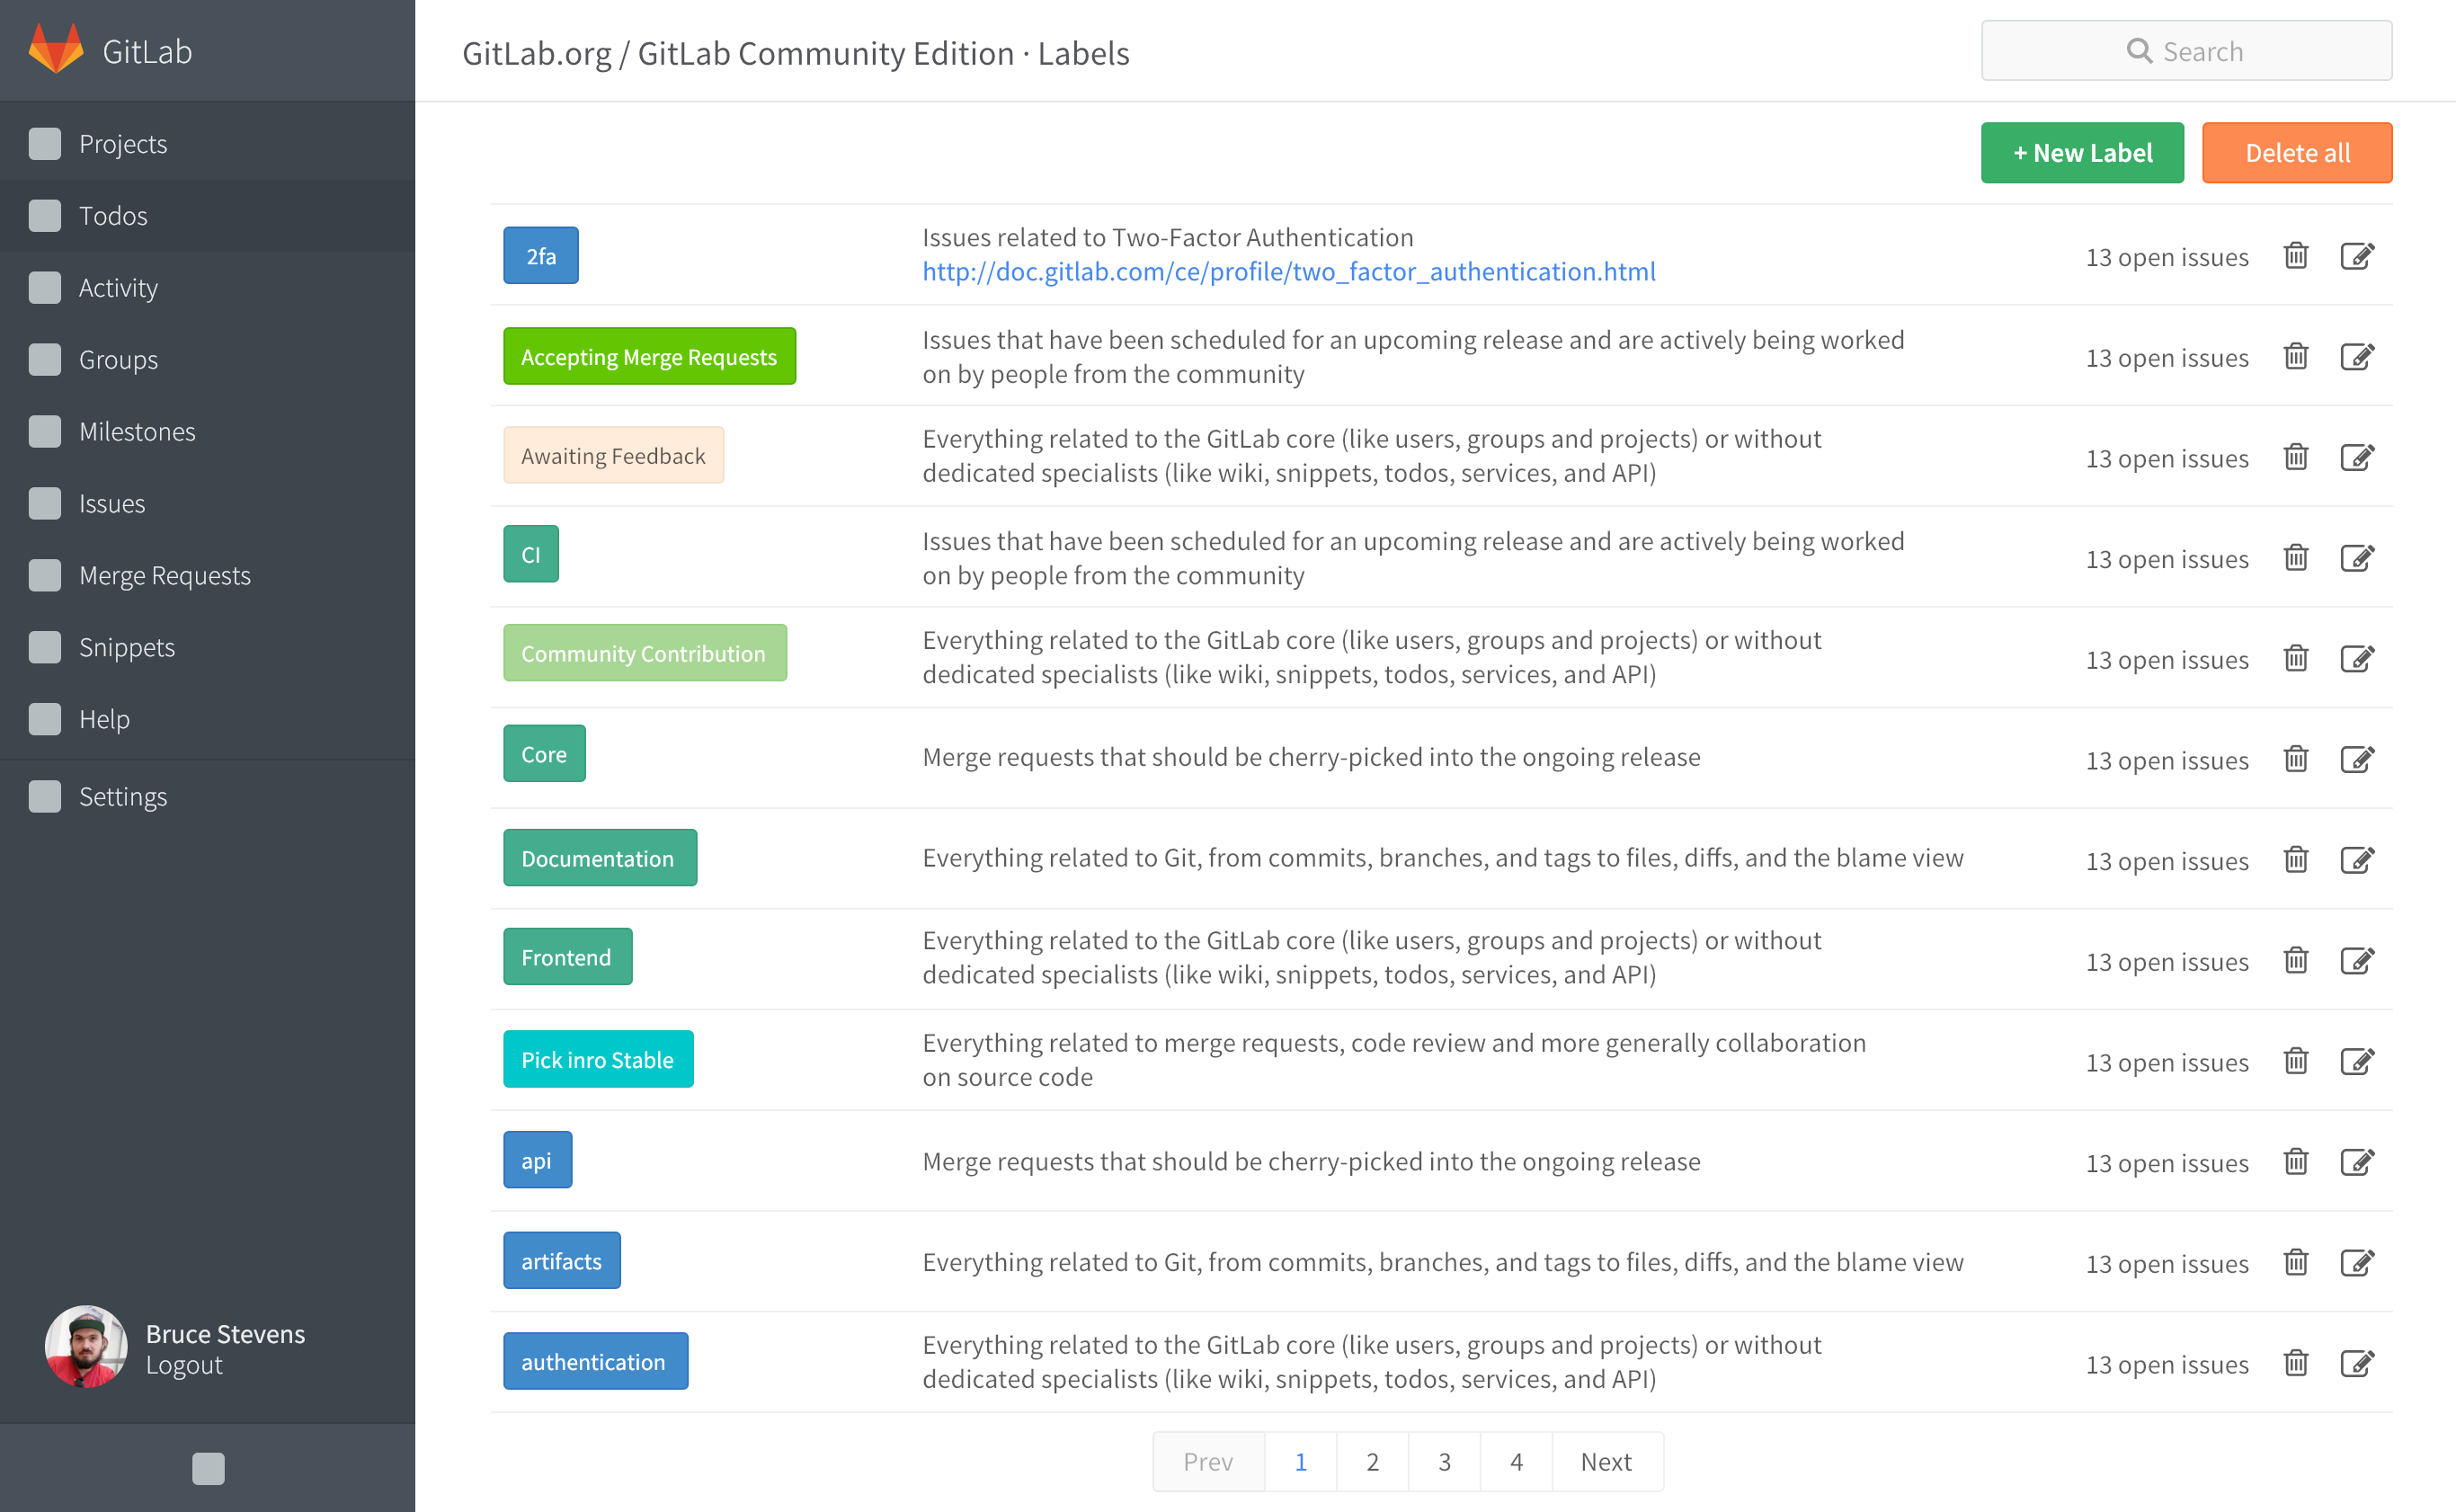 GitLab
GitLab.org / GitLab Community Edition · Labels
Search
Projects
Todos
Activity
Groups
Milestones
Issues
Merge Requests
Snippets
Help
Settings
Bruce Stevens
Logout
+ New Label
Delete all
2fa
Issues related to Two-Factor Authentication
http://doc.gitlab.com/ce/profile/two_factor_authentication.html
13 open issues
Accepting Merge Requests
Issues that have been scheduled for an upcoming release and are actively being worked
on by people from the community
13 open issues
Awaiting Feedback
Everything related to the GitLab core (like users, groups and projects) or without
dedicated specialists (like wiki, snippets, todos, services, and API)
13 open issues
CI
Issues that have been scheduled for an upcoming release and are actively being worked
on by people from the community
13 open issues
Community Contribution
Everything related to the GitLab core (like users, groups and projects) or without
dedicated specialists (like wiki, snippets, todos, services, and API)
13 open issues
Core
Merge requests that should be cherry-picked into the ongoing release
13 open issues
Documentation
Everything related to Git, from commits, branches, and tags to files, diffs, and the blame view
13 open issues
Frontend
Everything related to the GitLab core (like users, groups and projects) or without
dedicated specialists (like wiki, snippets, todos, services, and API)
13 open issues
Pick inro Stable
Everything related to merge requests, code review and more generally collaboration
on source code
13 open issues
api
Merge requests that should be cherry-picked into the ongoing release
13 open issues
artifacts
Everything related to Git, from commits, branches, and tags to files, diffs, and the blame view
13 open issues
authentication
Everything related to the GitLab core (like users, groups and projects) or without
dedicated specialists (like wiki, snippets, todos, services, and API)
13 open issues
Prev 1 2 3 4 Next